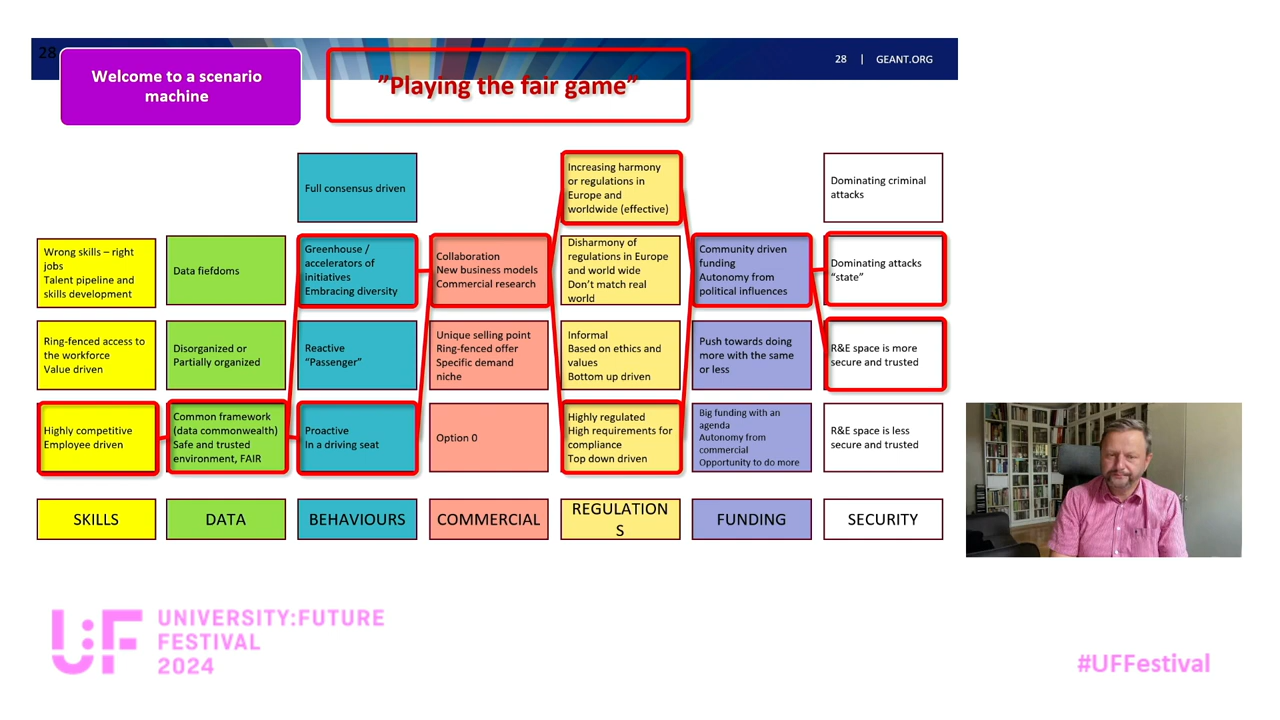 28
28 | GEANT.ORG
Welcome to a scenario
machine
"Playing the fair game"
Full consensus driven
Increasing harmony
or regulations in
Europe and
worldwide (effective)
Dominating criminal
attacks
Wrong skills – right
jobs
Talent pipeline and
skills development
Data fiefdoms
Greenhouse /
accelerators of
initiatives
Embracing diversity
Collaboration
New business models
Commercial research
Disharmony of
regulations in Europe
and world wide
Don't match real
world
Community driven
funding
Autonomy from
political influences
Dominating attacks
"state"
Ring-fenced access to
the workforce
Value driven
Disorganized or
Partially organized
Reactive
"Passenger"
Unique selling point
Ring-fenced offer
Specific demand
niche
Informal
Based on ethics and
values
Bottom up driven
Push towards doing
more with the same
or less
R&E space is more
secure and trusted
Highly competitive
Employee driven
Common framework
(data commonwealth)
Safe and trusted
environment, FAIR
Proactive
In a driving seat
Option 0
Highly regulated
High requirements for
compliance
Top down driven
Big funding with an
agenda
Autonomy from
commercial
Opportunity to do more
R&E space is less
secure and trusted
SKILLS
DATA
BEHAVIOURS
COMMERCIAL
REGULATION
S
FUNDING
SECURITY
U:F
UNIVERSITY:FUTURE
FESTIVAL
2024
#UFFestival